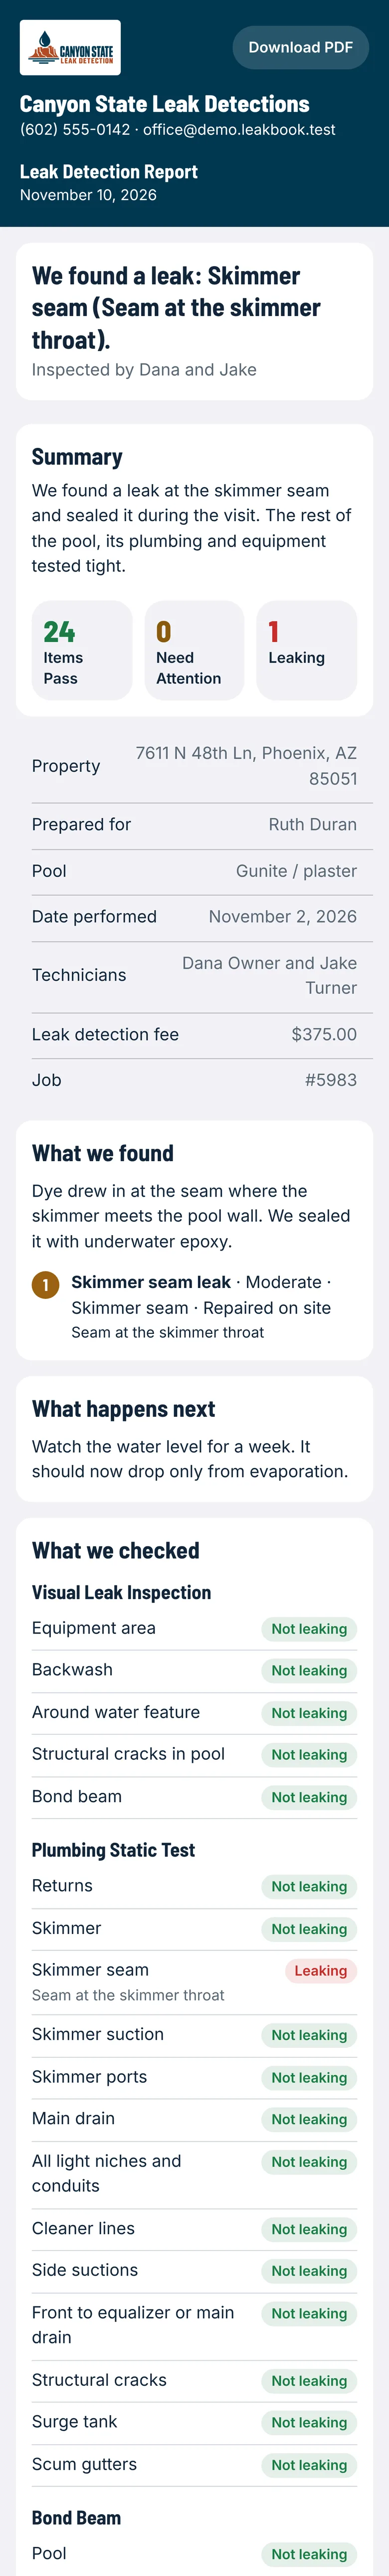 CANYON STATE
LEAK DETECTION
Download PDF
Canyon State Leak Detections
(602) 555-0142 · office@demo.leakbook.test
Leak Detection Report
November 10, 2026
We found a leak: Skimmer
seam (Seam at the skimmer
throat).
Inspected by Dana and Jake
Summary
We found a leak at the skimmer seam
and sealed it during the visit. The rest of
the pool, its plumbing and equipment
tested tight.
24
Items
Pass
0
Need
Attention
1
Leaking
Property
7611 N 48th Ln, Phoenix, AZ
85051
Prepared for Ruth Duran
Pool Gunite / plaster
Date performed November 2, 2026
Technicians
Dana Owner and Jake
Turner
Leak detection fee $375.00
Job #5983
What we found
Dye drew in at the seam where the
skimmer meets the pool wall. We sealed
it with underwater epoxy.
1 Skimmer seam leak · Moderate ·
Skimmer seam · Repaired on site
Seam at the skimmer throat
What happens next
Watch the water level for a week. It
should now drop only from evaporation.
What we checked
Visual Leak Inspection
Equipment area Not leaking
Backwash Not leaking
Around water feature Not leaking
Structural cracks in pool Not leaking
Bond beam Not leaking
Plumbing Static Test
Returns Not leaking
Skimmer Not leaking
Skimmer seam Leaking
Seam at the skimmer throat
Skimmer suction Not leaking
Skimmer ports Not leaking
Main drain Not leaking
All light niches and Not leaking
conduits
Cleaner lines Not leaking
Side suctions Not leaking
Front to equalizer or main Not leaking
drain
Structural cracks Not leaking
Surge tank Not leaking
Scum gutters Not leaking
Bond Beam
Pool Not leaking